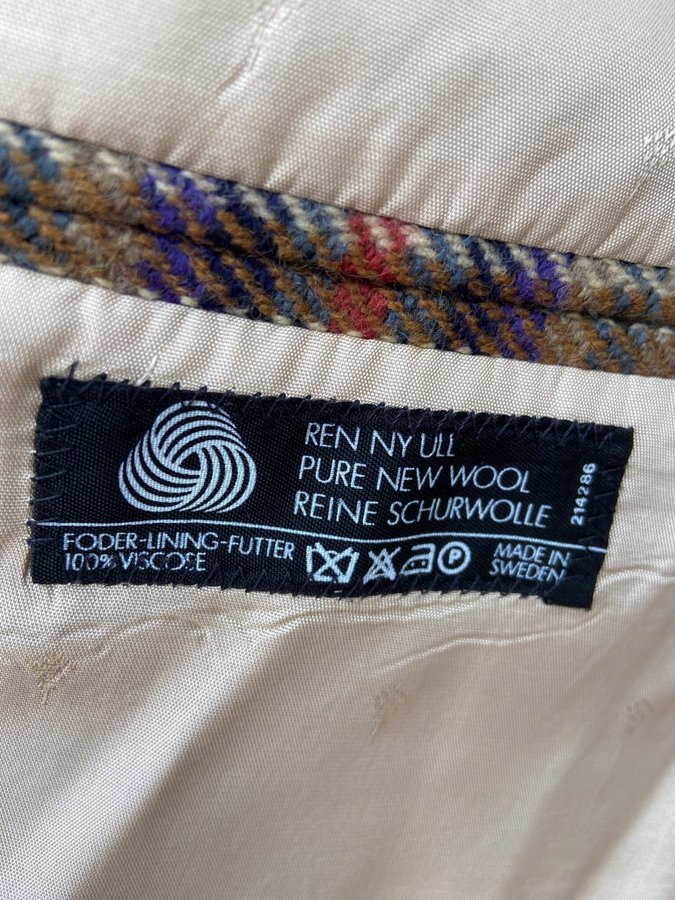 REN NY ULL
PURE NEW WOOL
REINE SCHURWOLLE
214286
FODER-LINING-FUTTER
100% VISCOSE
P
MADE IN
SWEDEN